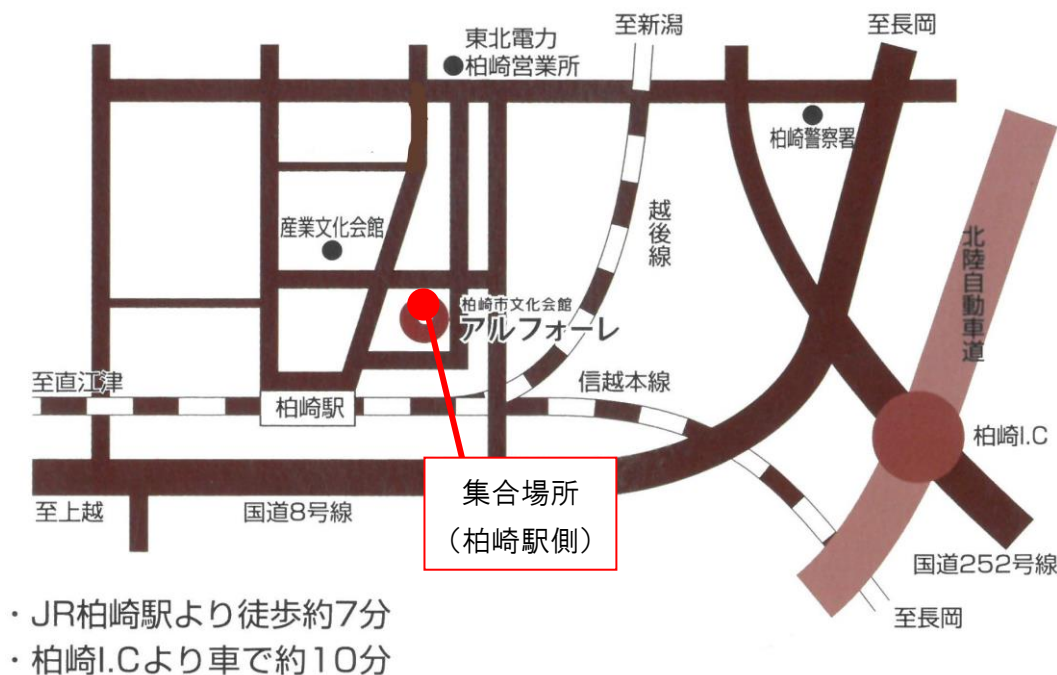 至新潟
至長岡
東北電力
柏崎営業所
柏崎警察署
産業文化会館
越後線
北陸自動車道
柏崎市文化会館
アルフォーレ
至直江津
信越本線
柏崎駅
柏崎I.C
集合場所
（柏崎駅側）
至上越
国道8号線
国道252号線
至長岡
・JR柏崎駅より徒歩約7分
・柏崎I.Cより車で約10分